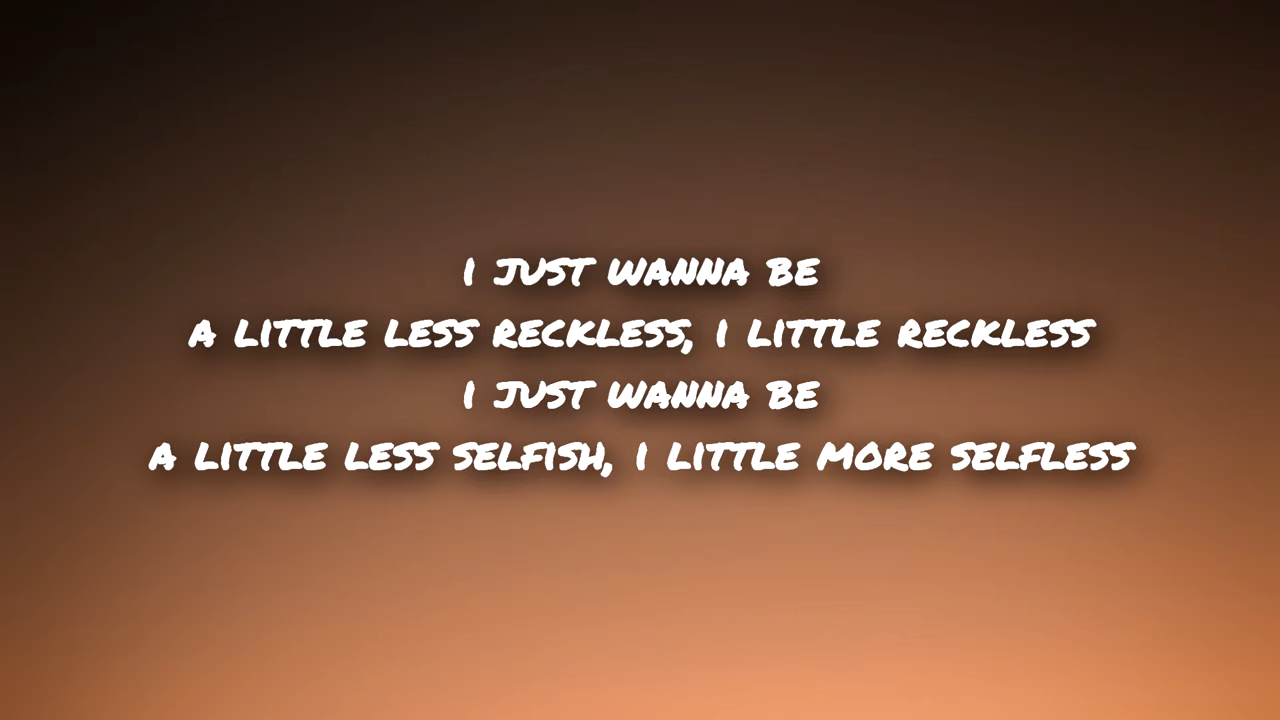 I JUST WANNA BE
A LITTLE LESS RECKLESS, I LITTLE RECKLESS
I JUST WANNA BE
A LITTLE LESS SELFISH, I LITTLE MORE SELFLESS